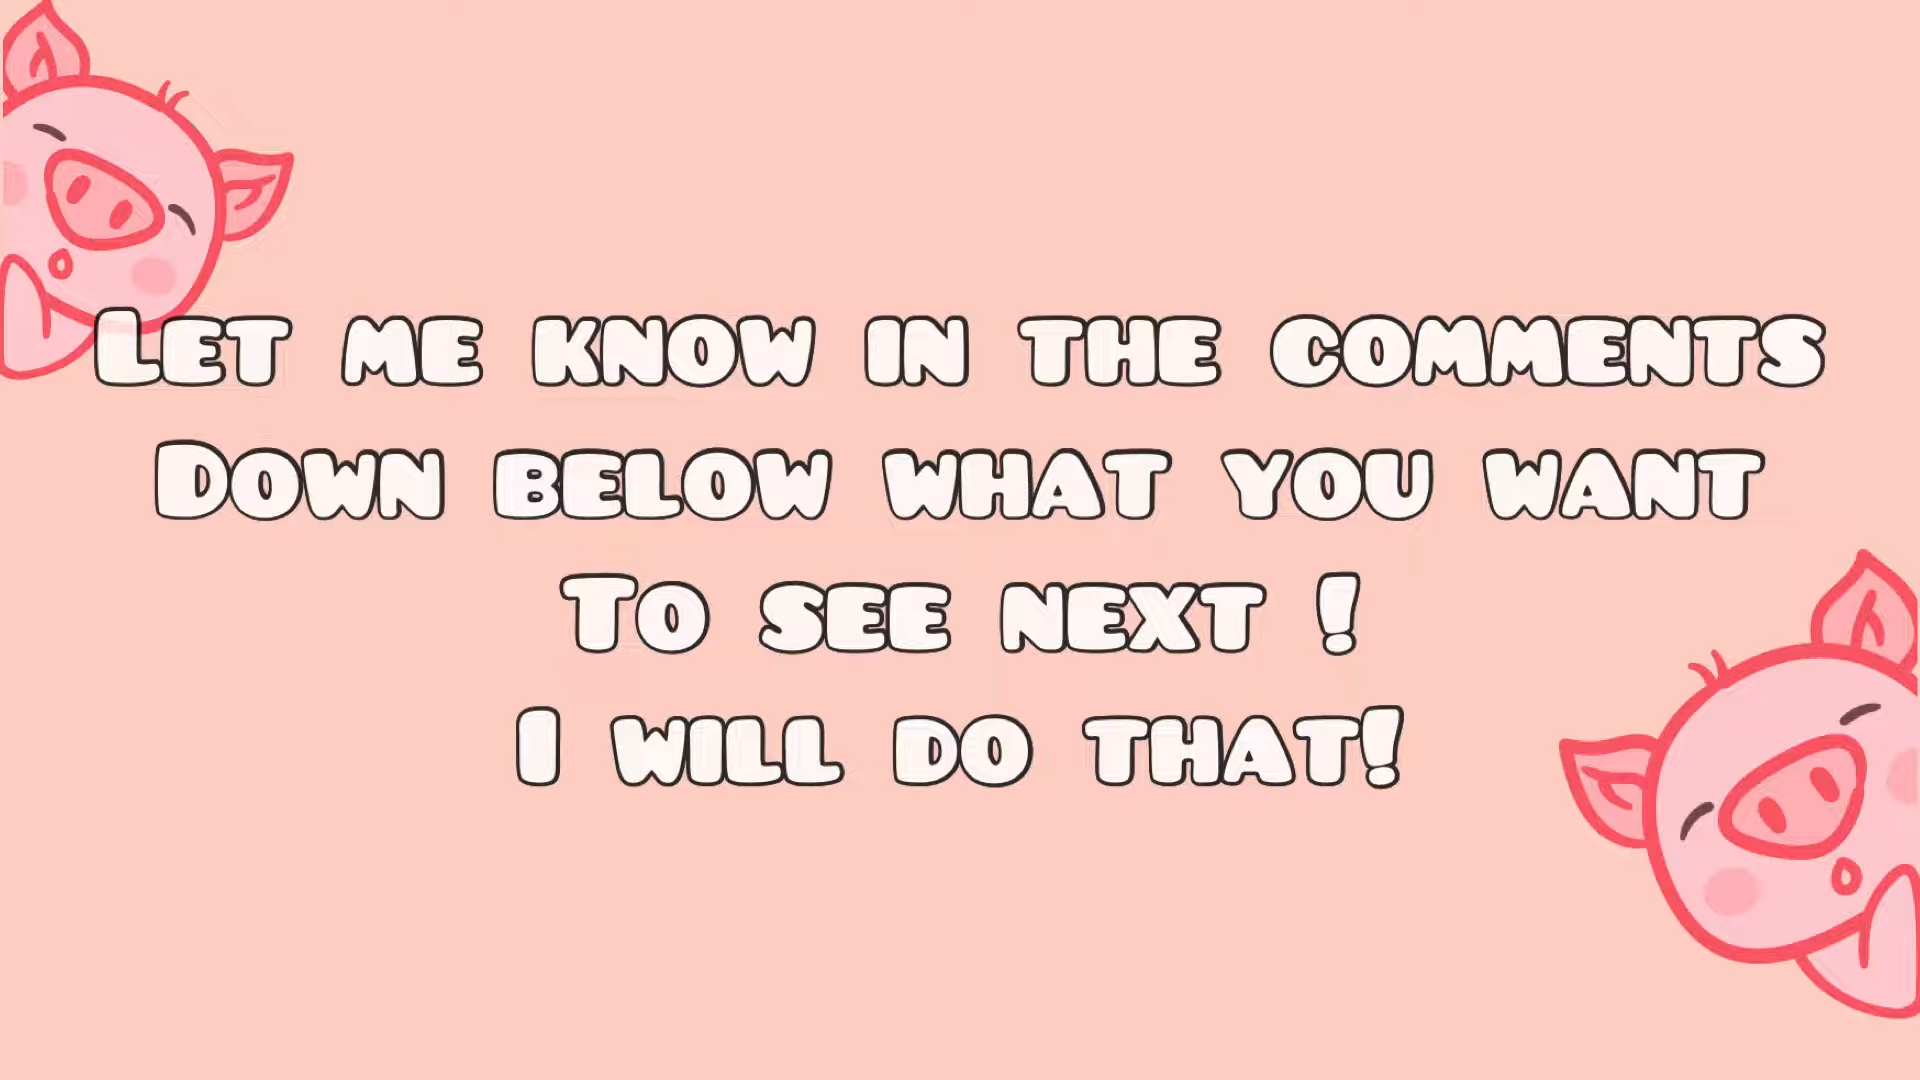 Let me know in the comments
Down below what you want
To see next !
I will do that!